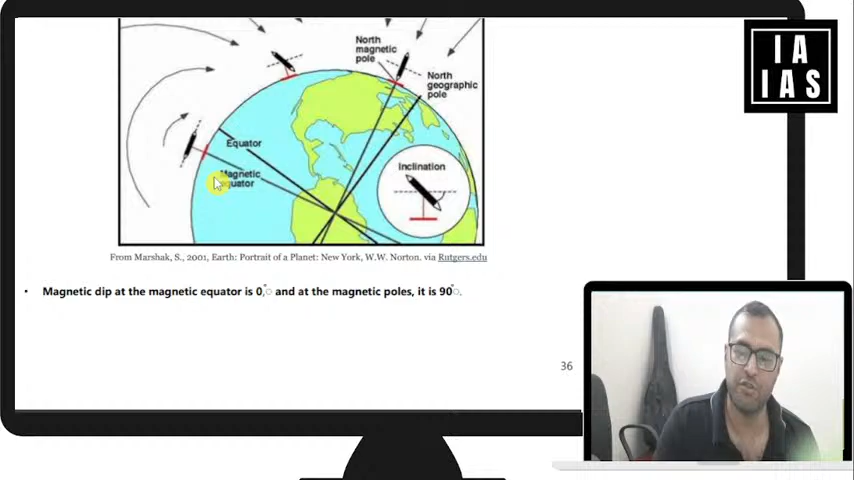 North
magnetic
pole
North
geographic
pole
IA
IAS
Equator
Magnetic
equator
Inclination
From Marshak, S., 2001, Earth: Portrait of a Planet: New York, W.W. Norton. via Rutgers.edu
• Magnetic dip at the magnetic equator is 0,° and at the magnetic poles, it is 90°.
36